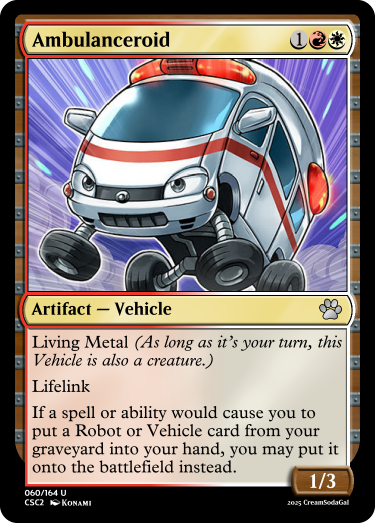 Ambulanceroid 1
Artifact — Vehicle
Living Metal (As long as it's your turn, this
Vehicle is also a creature.)
Lifelink
If a spell or ability would cause you to
put a Robot or Vehicle card from your
graveyard into your hand, you may put it
onto the battlefield instead.
1/3
060/164 U
CSC2 KONAMI
2025 CreamSodaGal